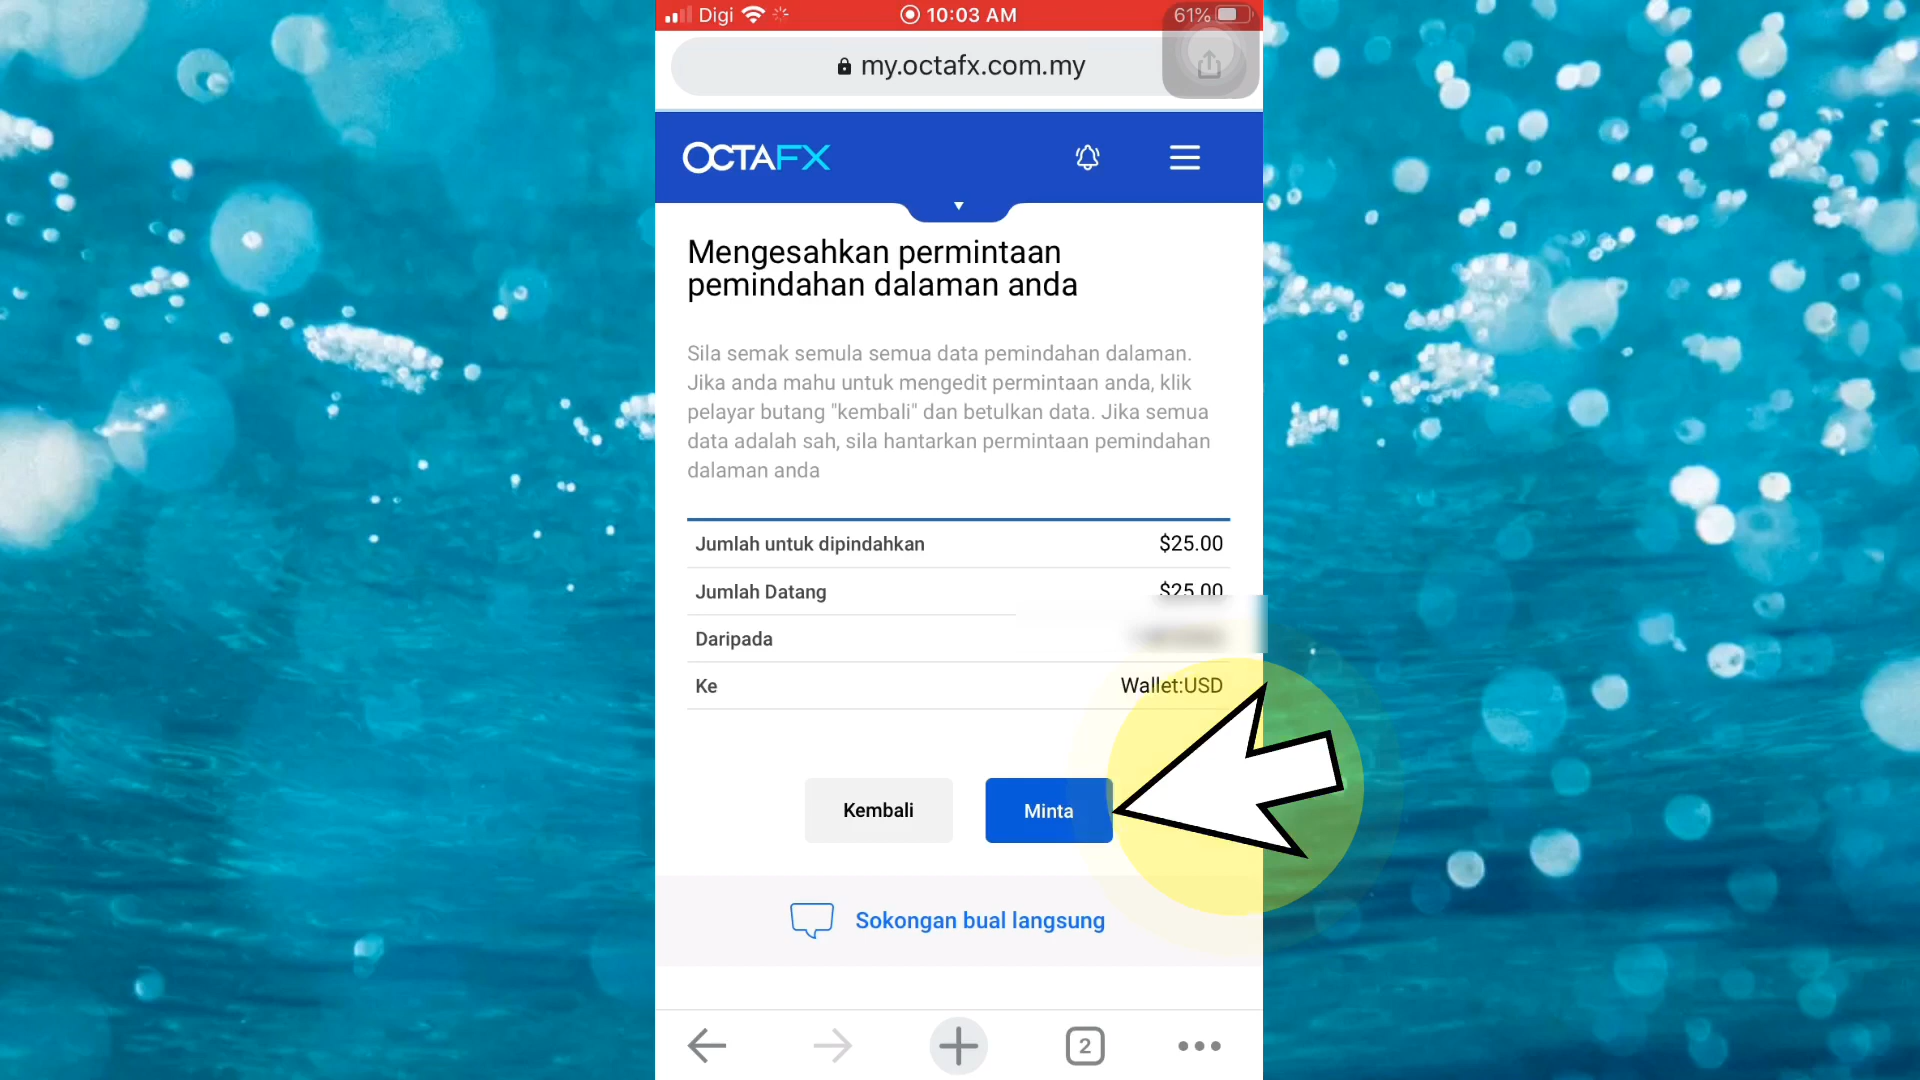 Digi 10:03 AM 61%
my.octafx.com.my
OCTAFX
Mengesahkan permintaan
pemindahan dalaman anda
Sila semak semula semua data pemindahan dalaman.
Jika anda mahu untuk mengedit permintaan anda, klik
pelayar butang "kembali" dan betulkan data. Jika semua
data adalah sah, sila hantarkan permintaan pemindahan
dalaman anda
Jumlah untuk dipindahkan $25.00
Jumlah Datang $25.00
Daripada
Ke Wallet:USD
Kembali Minta
Sokongan bual langsung
2